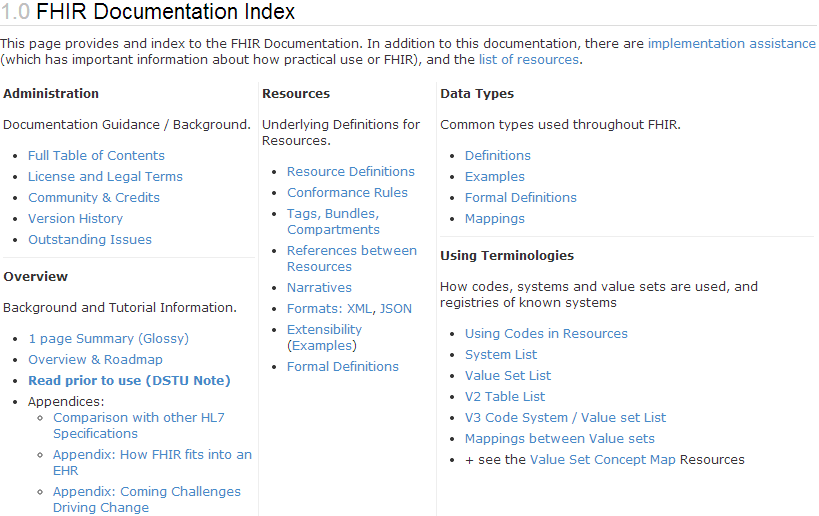 1.0 FHIR Documentation Index
This page provides and index to the FHIR Documentation. In addition to this documentation, there are implementation assistance
(which has important information about how practical use or FHIR), and the list of resources.
Administration
Documentation Guidance / Background.
Full Table of Contents
License and Legal Terms
Community & Credits
Version History
Outstanding Issues
Overview
Background and Tutorial Information.
1 page Summary (Glossy)
Overview & Roadmap
Read prior to use (DSTU Note)
Appendices:
Comparison with other HL7
Specifications
Appendix: How FHIR fits into an
EHR
Appendix: Coming Challenges
Driving Change
Resources
Underlying Definitions for
Resources.
Resource Definitions
Conformance Rules
Tags, Bundles,
Compartments
References between
Resources
Narratives
Formats: XML, JSON
Extensibility
(Examples)
Formal Definitions
Data Types
Common types used throughout FHIR.
Definitions
Examples
Formal Definitions
Mappings
Using Terminologies
How codes, systems and value sets are used, and
registries of known systems
Using Codes in Resources
System List
Value Set List
V2 Table List
V3 Code System / Value set List
Mappings between Value sets
+ see the Value Set Concept Map Resources